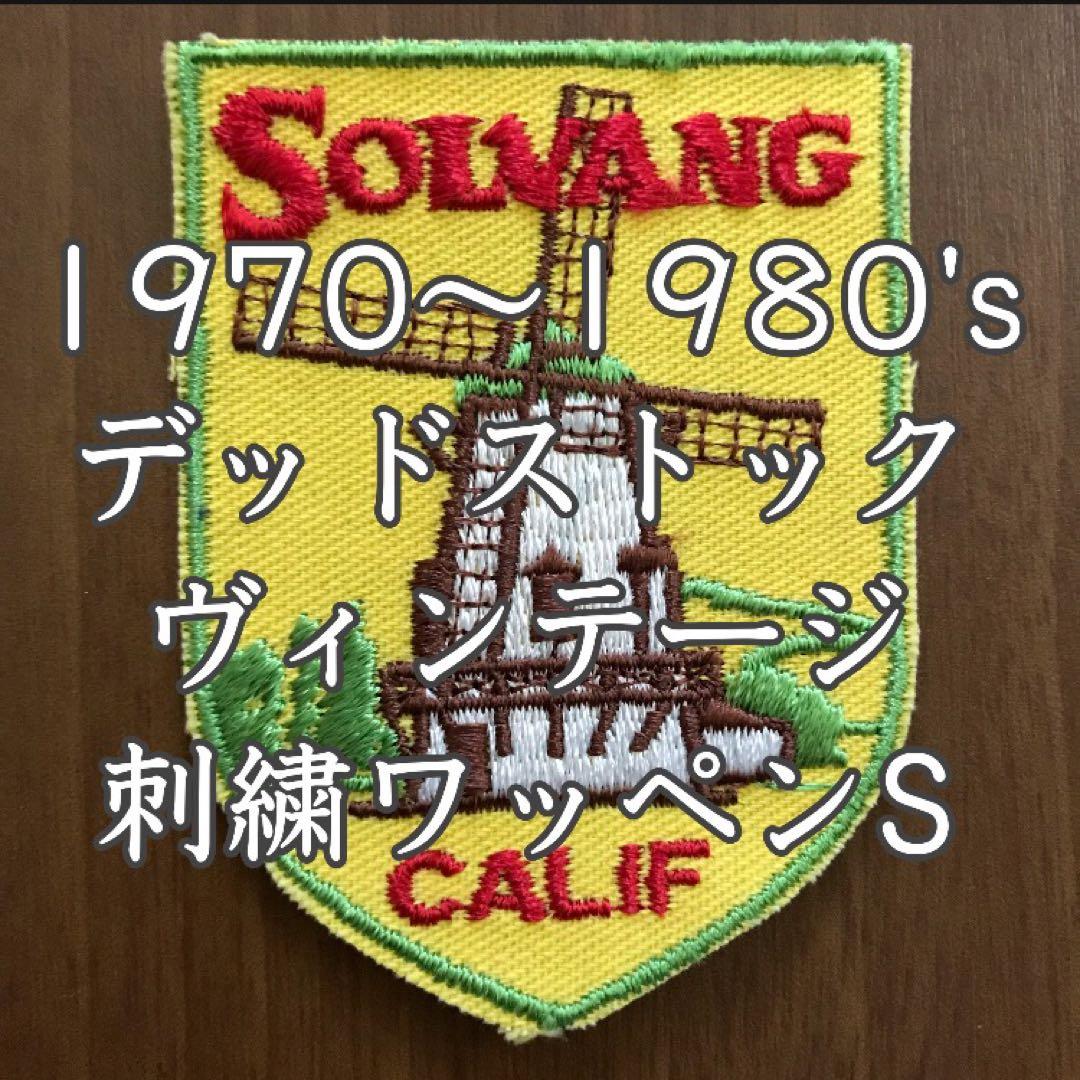 SOLVANG
1970～1980's
デッドストック
ヴィンテージ
刺繍ワッペンS
CALIF